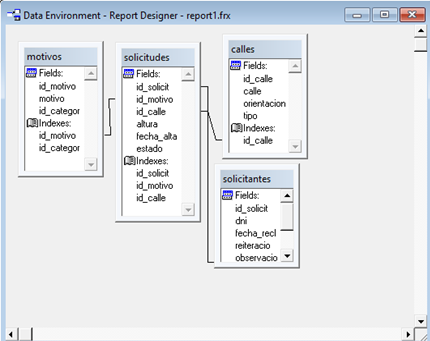 Data Environment - Report Designer - report1.frx
motivos
Fields:
id_motivo
motivo
id_categor
Indexes:
id_motivo
id_categor
solicitudes
Fields:
id_solicit
id_motivo
id_calle
altura
fecha_alta
estado
Indexes:
id_solicit
id_motivo
id_calle
calles
Fields:
id_calle
calle
orientacion
tipo
Indexes:
id_calle
solicitantes
Fields:
id_solicit
dni
fecha_recl
reiteracio
observacio